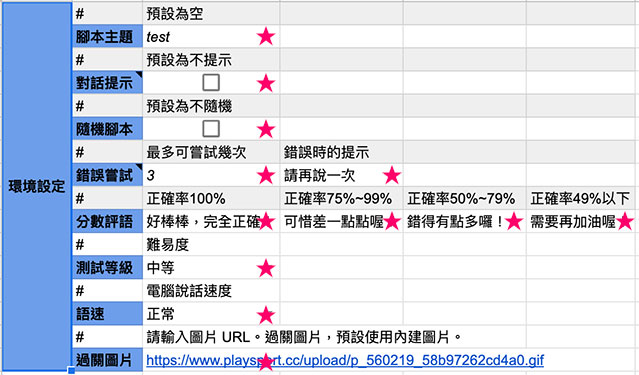 # 預設為空
腳本主題 test
# 預設為不提示
對話提示
# 預設為不隨機
隨機腳本
# 最多可嘗試幾次 錯誤時的提示
環境設定
錯誤嘗試 3 請再說一次
# 正確率100% 正確率75%~99% 正確率50%~79% 正確率49%以下
分數評語 好棒棒，完全正確 可惜差一點點喔 錯得有點多囉！ 需要再加油喔
# 難易度
測試等級 中等
# 電腦說話速度
語速 正常
# 請輸入圖片 URL。過關圖片，預設使用內建圖片。
過關圖片 https://www.playsport.cc/upload/p_560219_58b97262cd4a0.gif